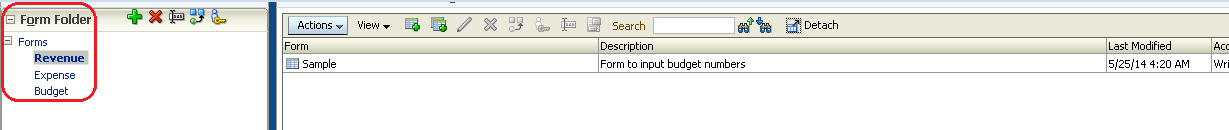 Form Folder
Forms
Revenue
Expense
Budget
Actions View Search Detach
Form Description Last Modified
Sample Form to input budget numbers 5/25/14 4:20 AM